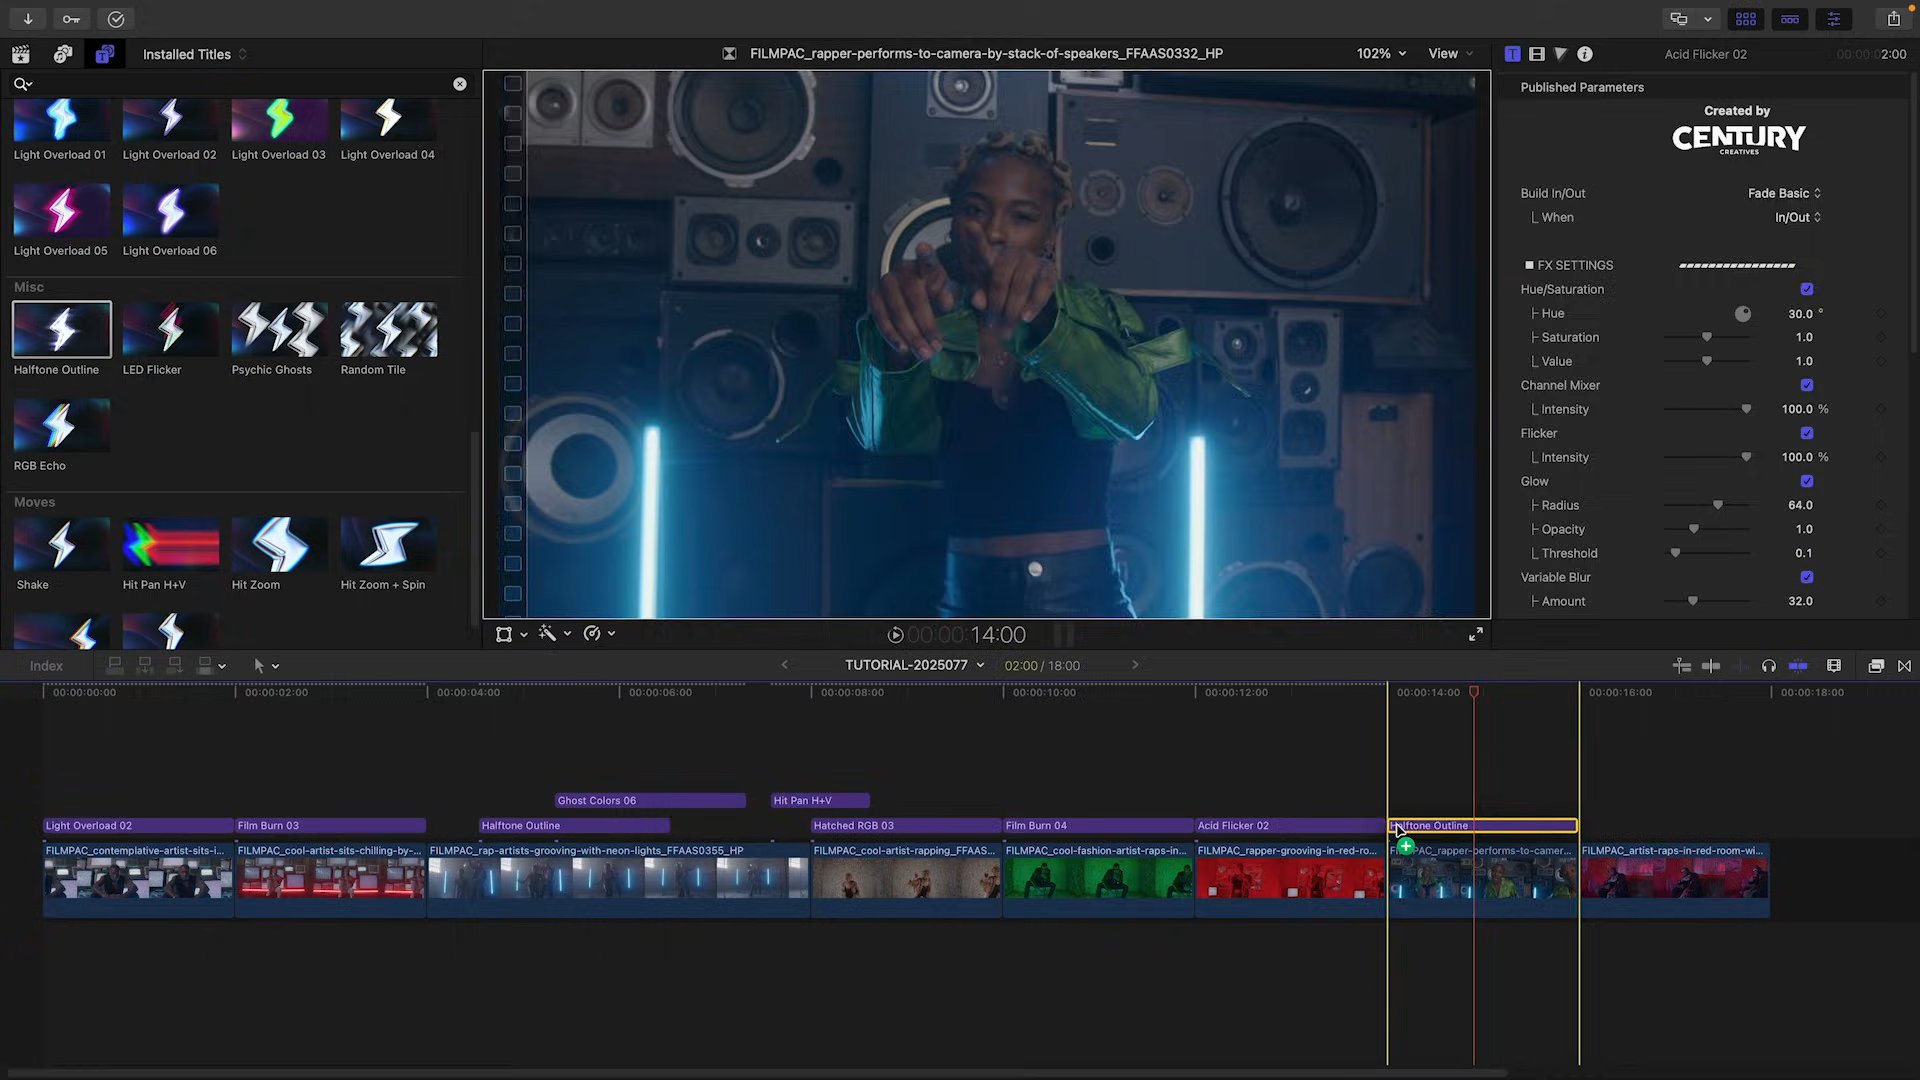 Installed Titles
FILMPAC_rapper-performs-to-camera-by-stack-of-speakers_FFAAS0332_HP
102%
View
Acid Flicker 02
00:00:02:00
Light Overload 01
Light Overload 02
Light Overload 03
Light Overload 04
Light Overload 05
Light Overload 06
Misc
Halftone Outline
LED Flicker
Psychic Ghosts
Random Tile
RGB Echo
Moves
Shake
Hit Pan H+V
Hit Zoom
Hit Zoom + Spin
Published Parameters
Created by
CENTURY
CREATIVES
Build In/Out
Fade Basic
When
In/Out
FX SETTINGS
Hue/Saturation
Hue
30.0 °
Saturation
1.0
Value
1.0
Channel Mixer
Intensity
100.0 %
Flicker
Intensity
100.0 %
Glow
Radius
64.0
Opacity
1.0
Threshold
0.1
Variable Blur
Amount
32.0
00:00:14:00
Index
TUTORIAL-2025077
02:00 / 18:00
00:00:00:00
00:00:02:00
00:00:04:00
00:00:06:00
00:00:08:00
00:00:10:00
00:00:12:00
00:00:14:00
00:00:16:00
00:00:18:00
Ghost Colors 06
Hit Pan H+V
Light Overload 02
Film Burn 03
Halftone Outline
Hatched RGB 03
Film Burn 04
Acid Flicker 02
Halftone Outline
FILMPAC_contemplative-artist-sits-i...
FILMPAC_cool-artist-sits-chilling-by-...
FILMPAC_rap-artists-grooving-with-neon-lights_FFAAS0355_HP
FILMPAC_cool-artist-rapping_FFAAS...
FILMPAC_cool-fashion-artist-raps-in...
FILMPAC_rapper-grooving-in-red-ro...
FILMPAC_rapper-performs-to-camer...
FILMPAC_artist-raps-in-red-room-wi...